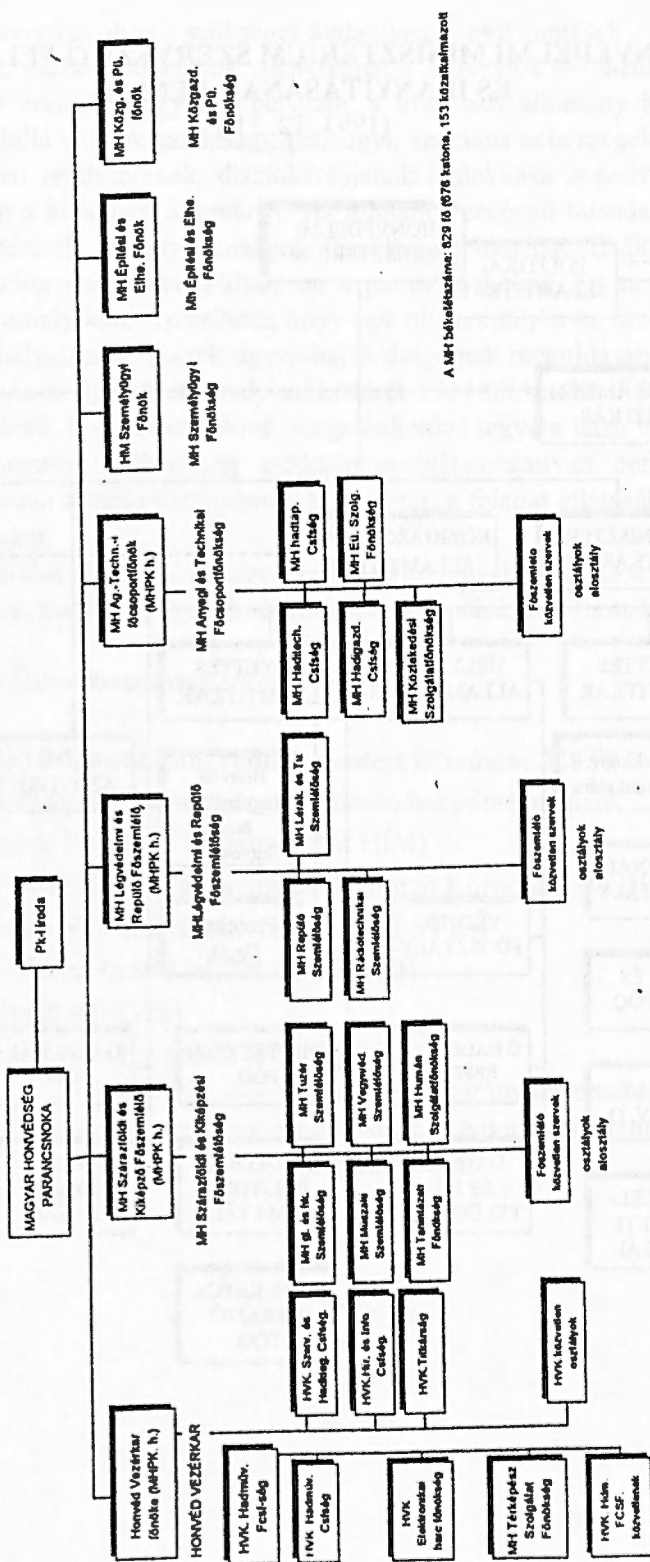 MAGYAR HONVÉDSÉG
PARANCSNOKA
Pk.Iroda
Honvéd Vezérkar
főnöke (MHPK. h.)
MH Szárazföldi és
Kiképző Főszemlélő
(MHPK h.)
MH Légvédelmi és
Repülő Főszemlélő
(MHPK h.)
MH Ag.-Techn.-i
főcsoportfőnök
(MHPK h.)
HM Személyügyi
Főnök
MH Építési és
Elhe. Főnök
MH Közg. és Pü.
főnök
HONVÉD VEZÉRKAR
MH Szárazföldi és Kiképzési
Főszemlélőség
MHLégvédelmi és Repülő
Főszemlélőség
MH Anyagi és Technikai
Főcsoportfőnökség
MH Személyügyi
Főnökség
MH Építési és Elhe.
Főnökség
MH Közgazd.
és Pü.
Főnökség
HVK. Hadműv.
Fcsf-ség
HVK. Hadműv.
Csfség
HVK
Elektronikai
harc főnökség
MH Térképész
Szolgálat
Főnökség
HVK. Hdm.
FCSF.
közvetlenek
HVK. Szerv. és
Hadkieg. Csfség.
HVK Hír. és Info
Csfség.
HVK Titkárság
HVK közvetlen
osztályok
MH gl. és hk.
Szemlélőség
MH Műszaki
Szemlélőség
MH Tanintézeti
Főnökség
MH Tüzér
Szemlélőség
MH Vegyvéd.
Szemlélőség
MH Humán
Szolgálatfőnökség
Főszemlélő
közvetlen szervek
osztályok
alosztály
MH Repülő
Szemlélőség
MH Rádiótechnikai
Szemlélőség
MH Lérak. és Tü.
Szemlélőség
Főszemlélő
közvetlen szervek
osztályok
alosztály
MH Haditech.
Csfség
MH Hadigazd.
Csfség
MH Közlekedési
Szolgálatfőnökség
MH hadtáp.
Csfség
MH Eü. Szolg.
Főnökség
Főszemlélő
közvetlen szervek
osztályok
alosztály
A MH békelétszáma : 829 fő (676 katona, 153 közalkalmazott)